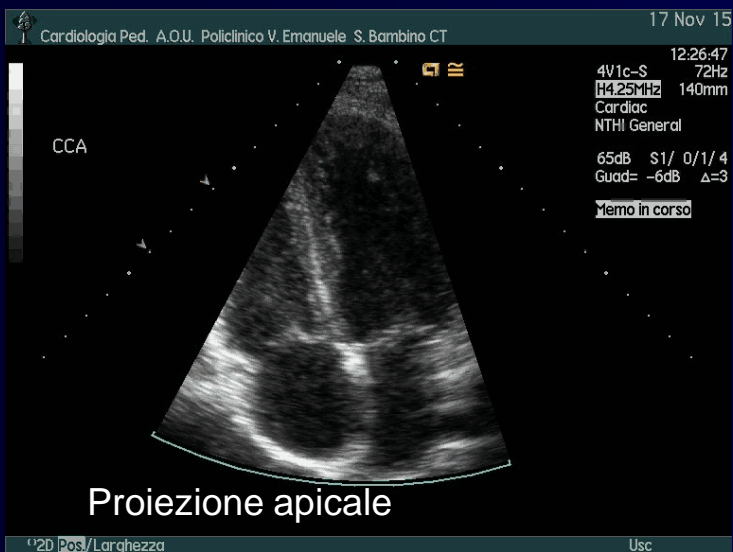 17 Nov 15
Cardiologia Ped. A.O.U. Policlinico V. Emanuele S. Bambino CT
12:26:47
4V1c-S 72Hz
H4.25MHz 140mm
Cardiac
NTHI General
65dB S1/ 0/1/4
Guad= -6dB Δ=3
Memo in corso
CCA
Proiezione apicale
2D Pos./Larghezza Usc